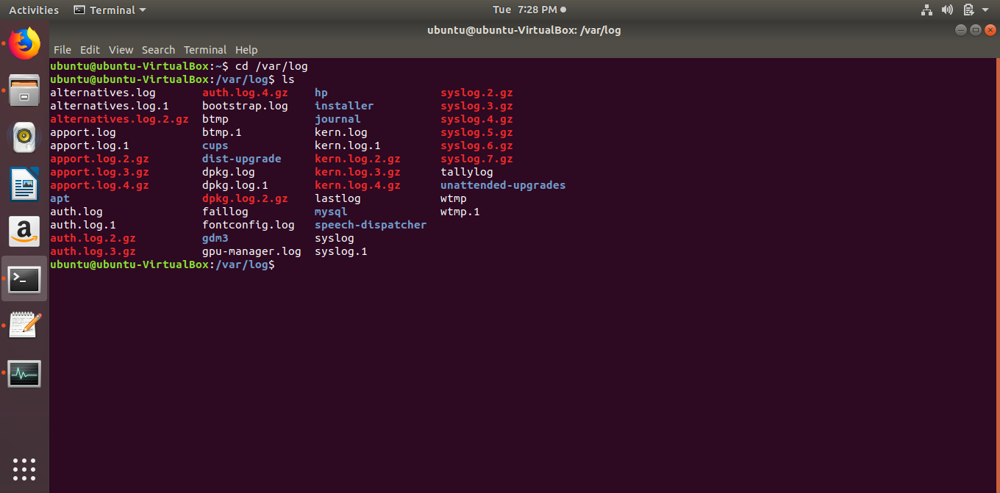 Activities Terminal Tue 7:28 PM
ubuntu@ubuntu-VirtualBox: /var/log
File Edit View Search Terminal Help
ubuntu@ubuntu-VirtualBox:~$ cd /var/log
ubuntu@ubuntu-VirtualBox:/var/log$ ls
alternatives.log auth.log.4.gz hp syslog.2.gz
alternatives.log.1 bootstrap.log installer syslog.3.gz
alternatives.log.2.gz btmp journal syslog.4.gz
apport.log btmp.1 kern.log syslog.5.gz
apport.log.1 cups kern.log.1 syslog.6.gz
apport.log.2.gz dist-upgrade kern.log.2.gz syslog.7.gz
apport.log.3.gz dpkg.log kern.log.3.gz tallylog
apport.log.4.gz dpkg.log.1 kern.log.4.gz unattended-upgrades
apt dpkg.log.2.gz lastlog wtmp
auth.log faillog mysql wtmp.1
auth.log.1 fontconfig.log speech-dispatcher
auth.log.2.gz gdm3 syslog
auth.log.3.gz gpu-manager.log syslog.1
ubuntu@ubuntu-VirtualBox:/var/log$
a
>_